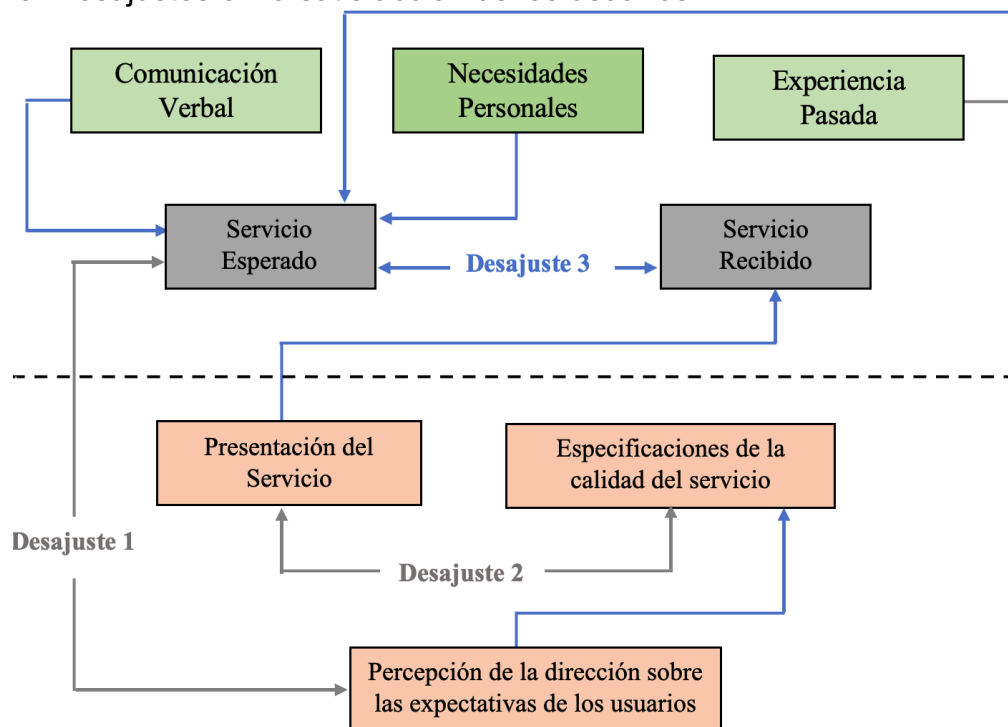 Comunicación
Verbal
Necesidades
Personales
Experiencia
Pasada
Servicio
Esperado
Servicio
Recibido
Desajuste 3
Presentación del
Servicio
Especificaciones de la
calidad del servicio
Desajuste 1
Desajuste 2
Percepción de la dirección sobre
las expectativas de los usuarios